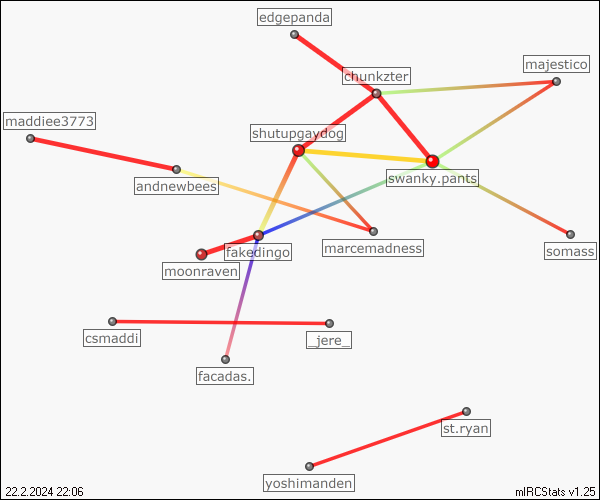 edgepanda
majestico
chunkzter
maddiee3773
shutupgaydog
swanky.pants
andnewbees
marcemadness
somass
fakedingo
moonraven
csmaddi
_jere_
facadas.
st.ryan
yoshimanden
22.2.2024 22:06
mIRCStats v1.25